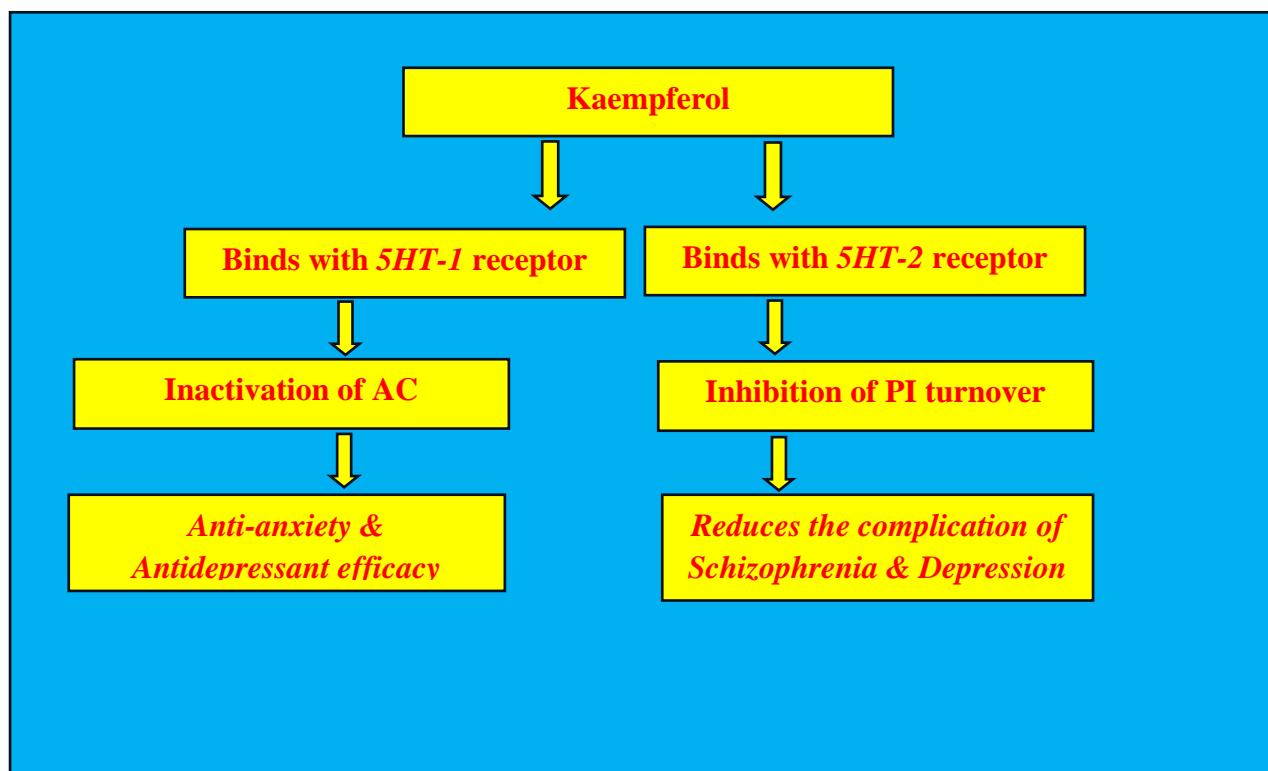 Kaempferol
Binds with 5HT-1 receptor
Binds with 5HT-2 receptor
Inactivation of AC
Inhibition of PI turnover
Anti-anxiety &
Antidepressant efficacy
Reduces the complication of
Schizophrenia & Depression